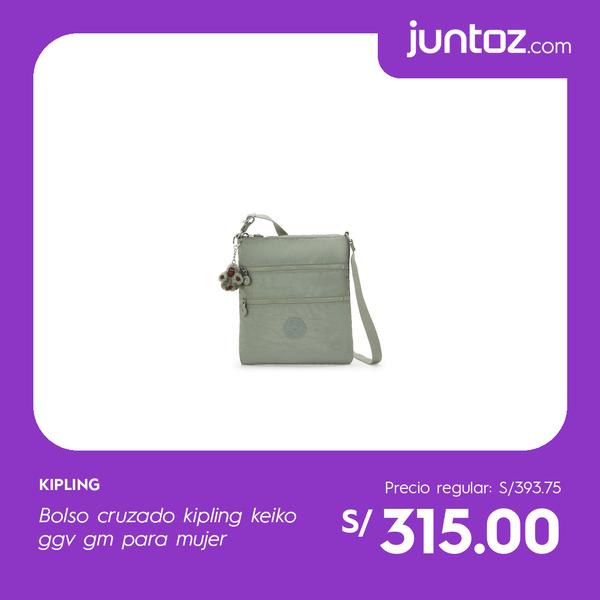 juntoz.com
KIPLING
Bolso cruzado kipling keiko
ggv gm para mujer
Precio regular: S/393.75
S/ 315.00